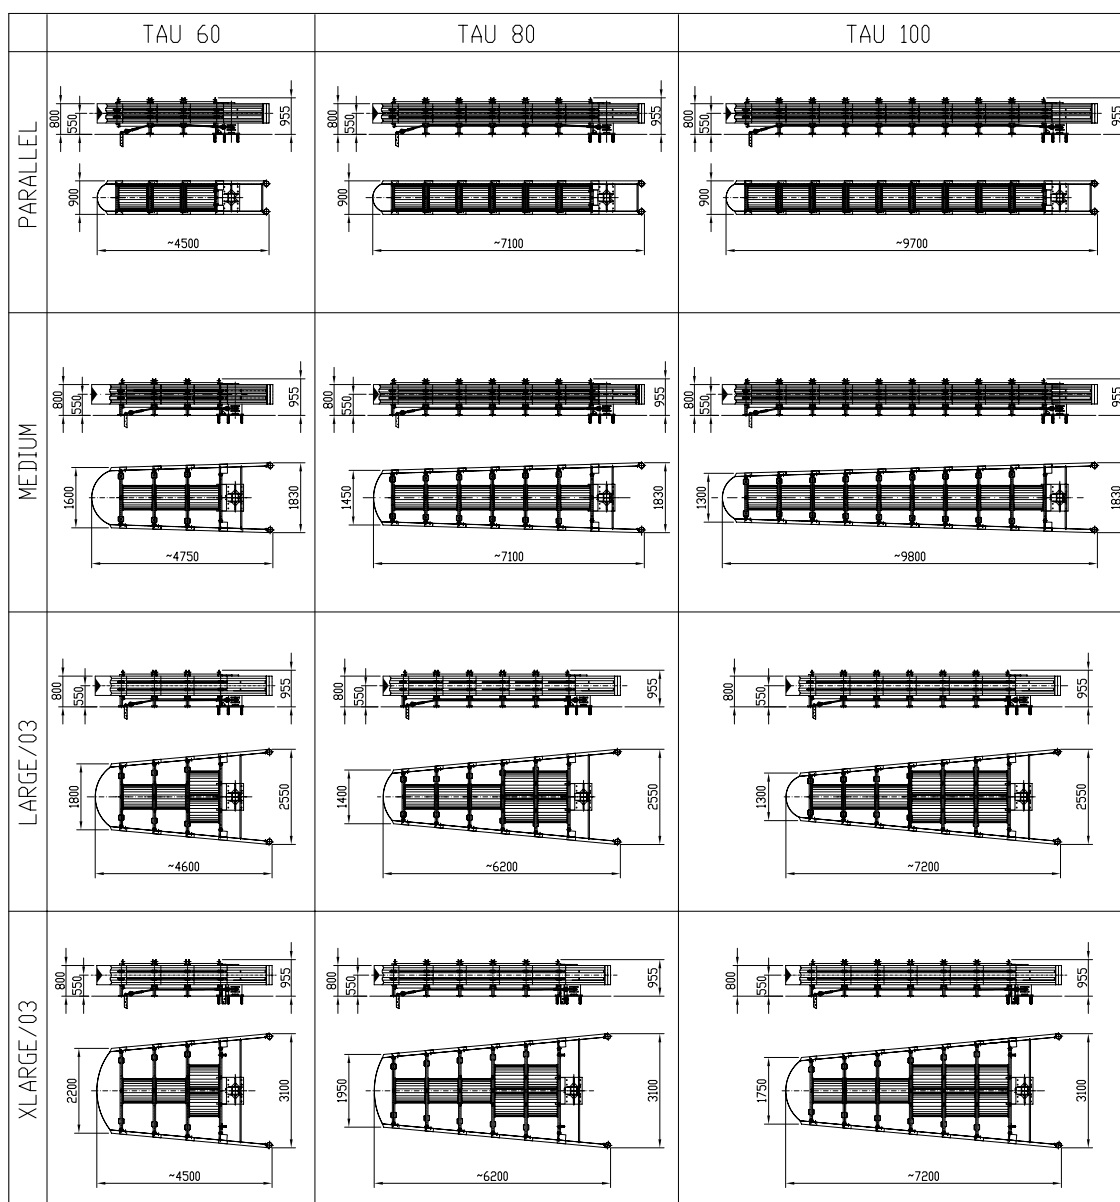 TAU 60 TAU 80 TAU 100
PARALLEL
800 550 955 800 550 955 800 550 955
900 900 900
~4500 ~7100 ~9700
MEDIUM
800 550 955 800 550 955 800 550 955
1600 1830 1450 1830 1300 1830
~4750 ~7100 ~9800
LARGE/03
800 550 955 800 550 955 800 550 955
1800 2550 1400 2550 1300 2550
~4600 ~6200 ~7200
XLARGE/03
800 550 955 800 550 955 800 550 955
2200 3100 1950 3100 1750 3100
~4500 ~6200 ~7200